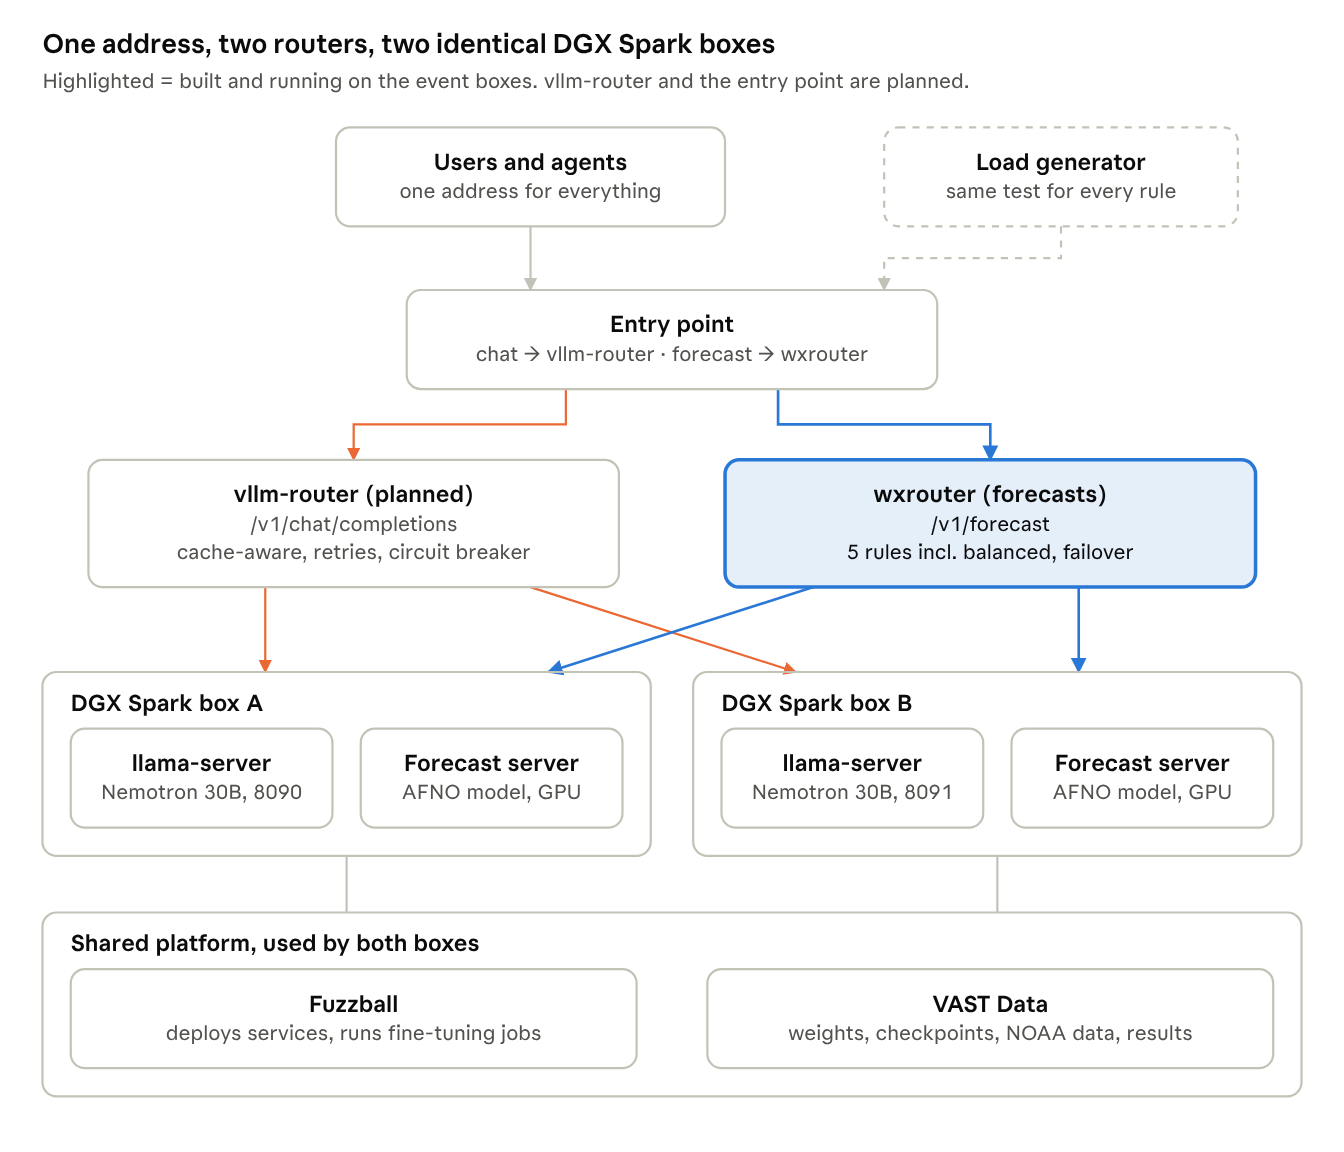 One address, two routers, two identical DGX Spark boxes
Highlighted = built and running on the event boxes. vllm-router and the entry point are planned.
Users and agents
one address for everything
Load generator
same test for every rule
Entry point
chat → vllm-router · forecast → wxrouter
vllm-router (planned)
/v1/chat/completions
cache-aware, retries, circuit breaker
wxrouter (forecasts)
/v1/forecast
5 rules incl. balanced, failover
DGX Spark box A
llama-server
Nemotron 30B, 8090
Forecast server
AFNO model, GPU
DGX Spark box B
llama-server
Nemotron 30B, 8091
Forecast server
AFNO model, GPU
Shared platform, used by both boxes
Fuzzball
deploys services, runs fine-tuning jobs
VAST Data
weights, checkpoints, NOAA data, results